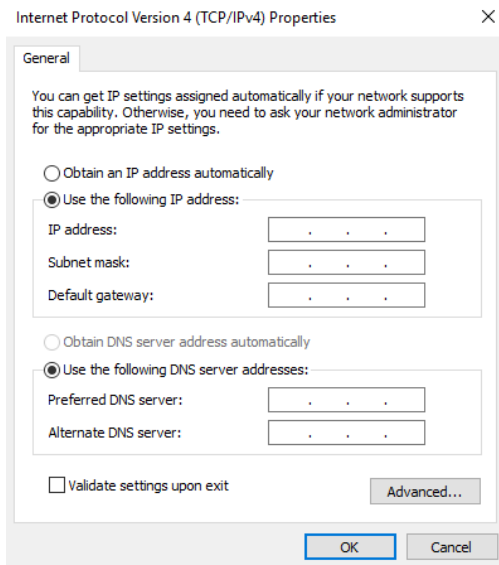 Internet Protocol Version 4 (TCP/IPv4) Properties
General
You can get IP settings assigned automatically if your network supports
this capability. Otherwise, you need to ask your network administrator
for the appropriate IP settings.
Obtain an IP address automatically
Use the following IP address:
IP address:
Subnet mask:
Default gateway:
Obtain DNS server address automatically
Use the following DNS server addresses:
Preferred DNS server:
Alternate DNS server:
Validate settings upon exit
Advanced...
OK
Cancel